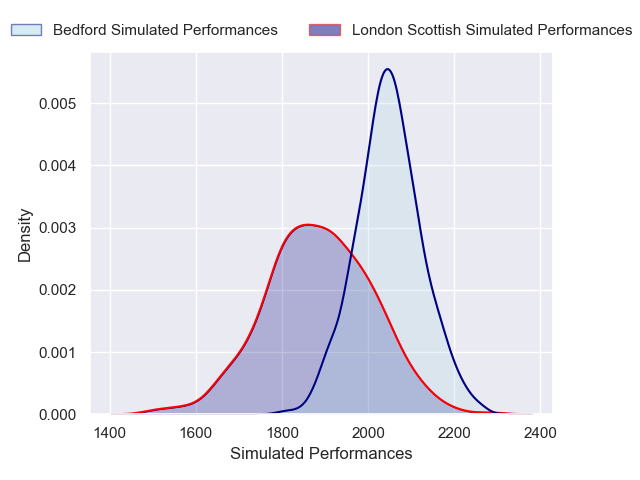 Bedford Simulated Performances
London Scottish Simulated Performances
0.005
0.004
0.003
0.002
0.001
0.000
Density
1400 1600 1800 2000 2200 2400
Simulated Performances